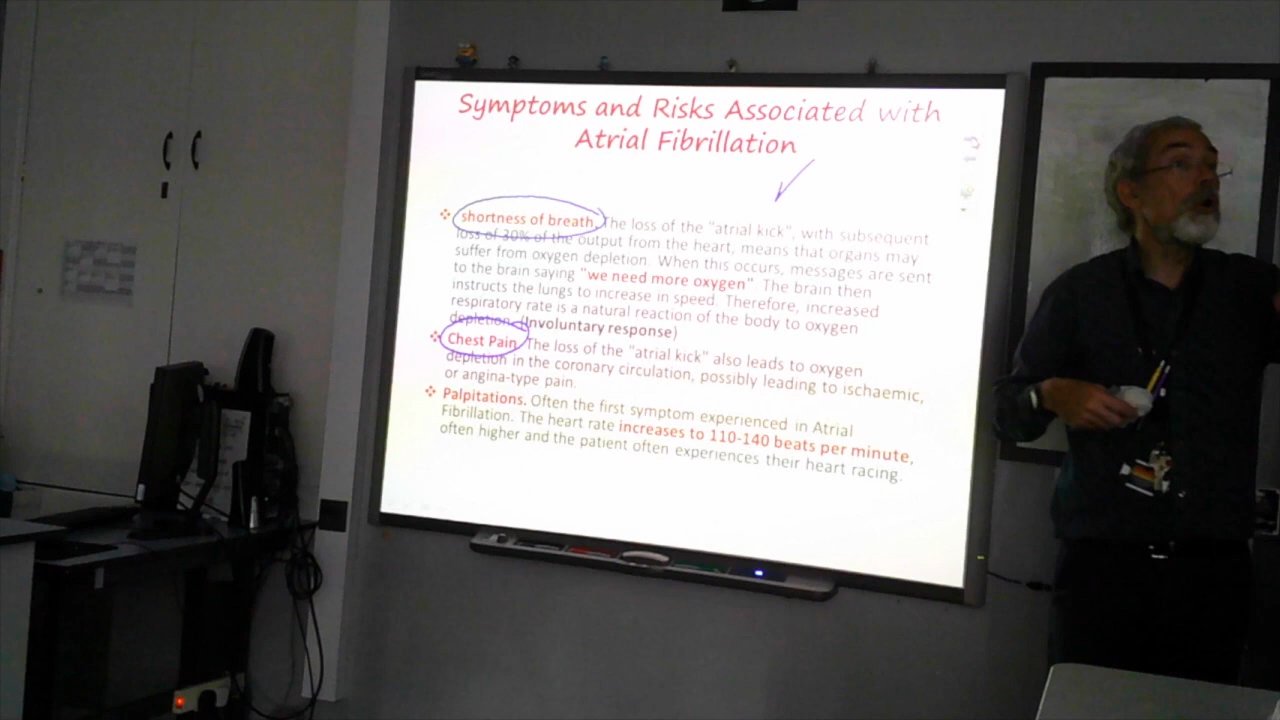 Symptoms and Risks Associated with
Atrial Fibrillation
❖ shortness of breath. The loss of the "atrial kick", with subsequent
loss of 30% of the output from the heart, means that organs may
suffer from oxygen depletion. When this occurs, messages are sent
to the brain saying "we need more oxygen". The brain then
instructs the lungs to increase in speed. Therefore, increased
respiratory rate is a natural reaction of the body to oxygen
depletion. (Involuntary response)
❖ Chest Pain. The loss of the "atrial kick" also leads to oxygen
depletion in the coronary circulation, possibly leading to ischaemic,
or angina-type pain.
❖ Palpitations. Often the first symptom experienced in Atrial
Fibrillation. The heart rate increases to 110-140 beats per minute,
often higher and the patient often experiences their heart racing.